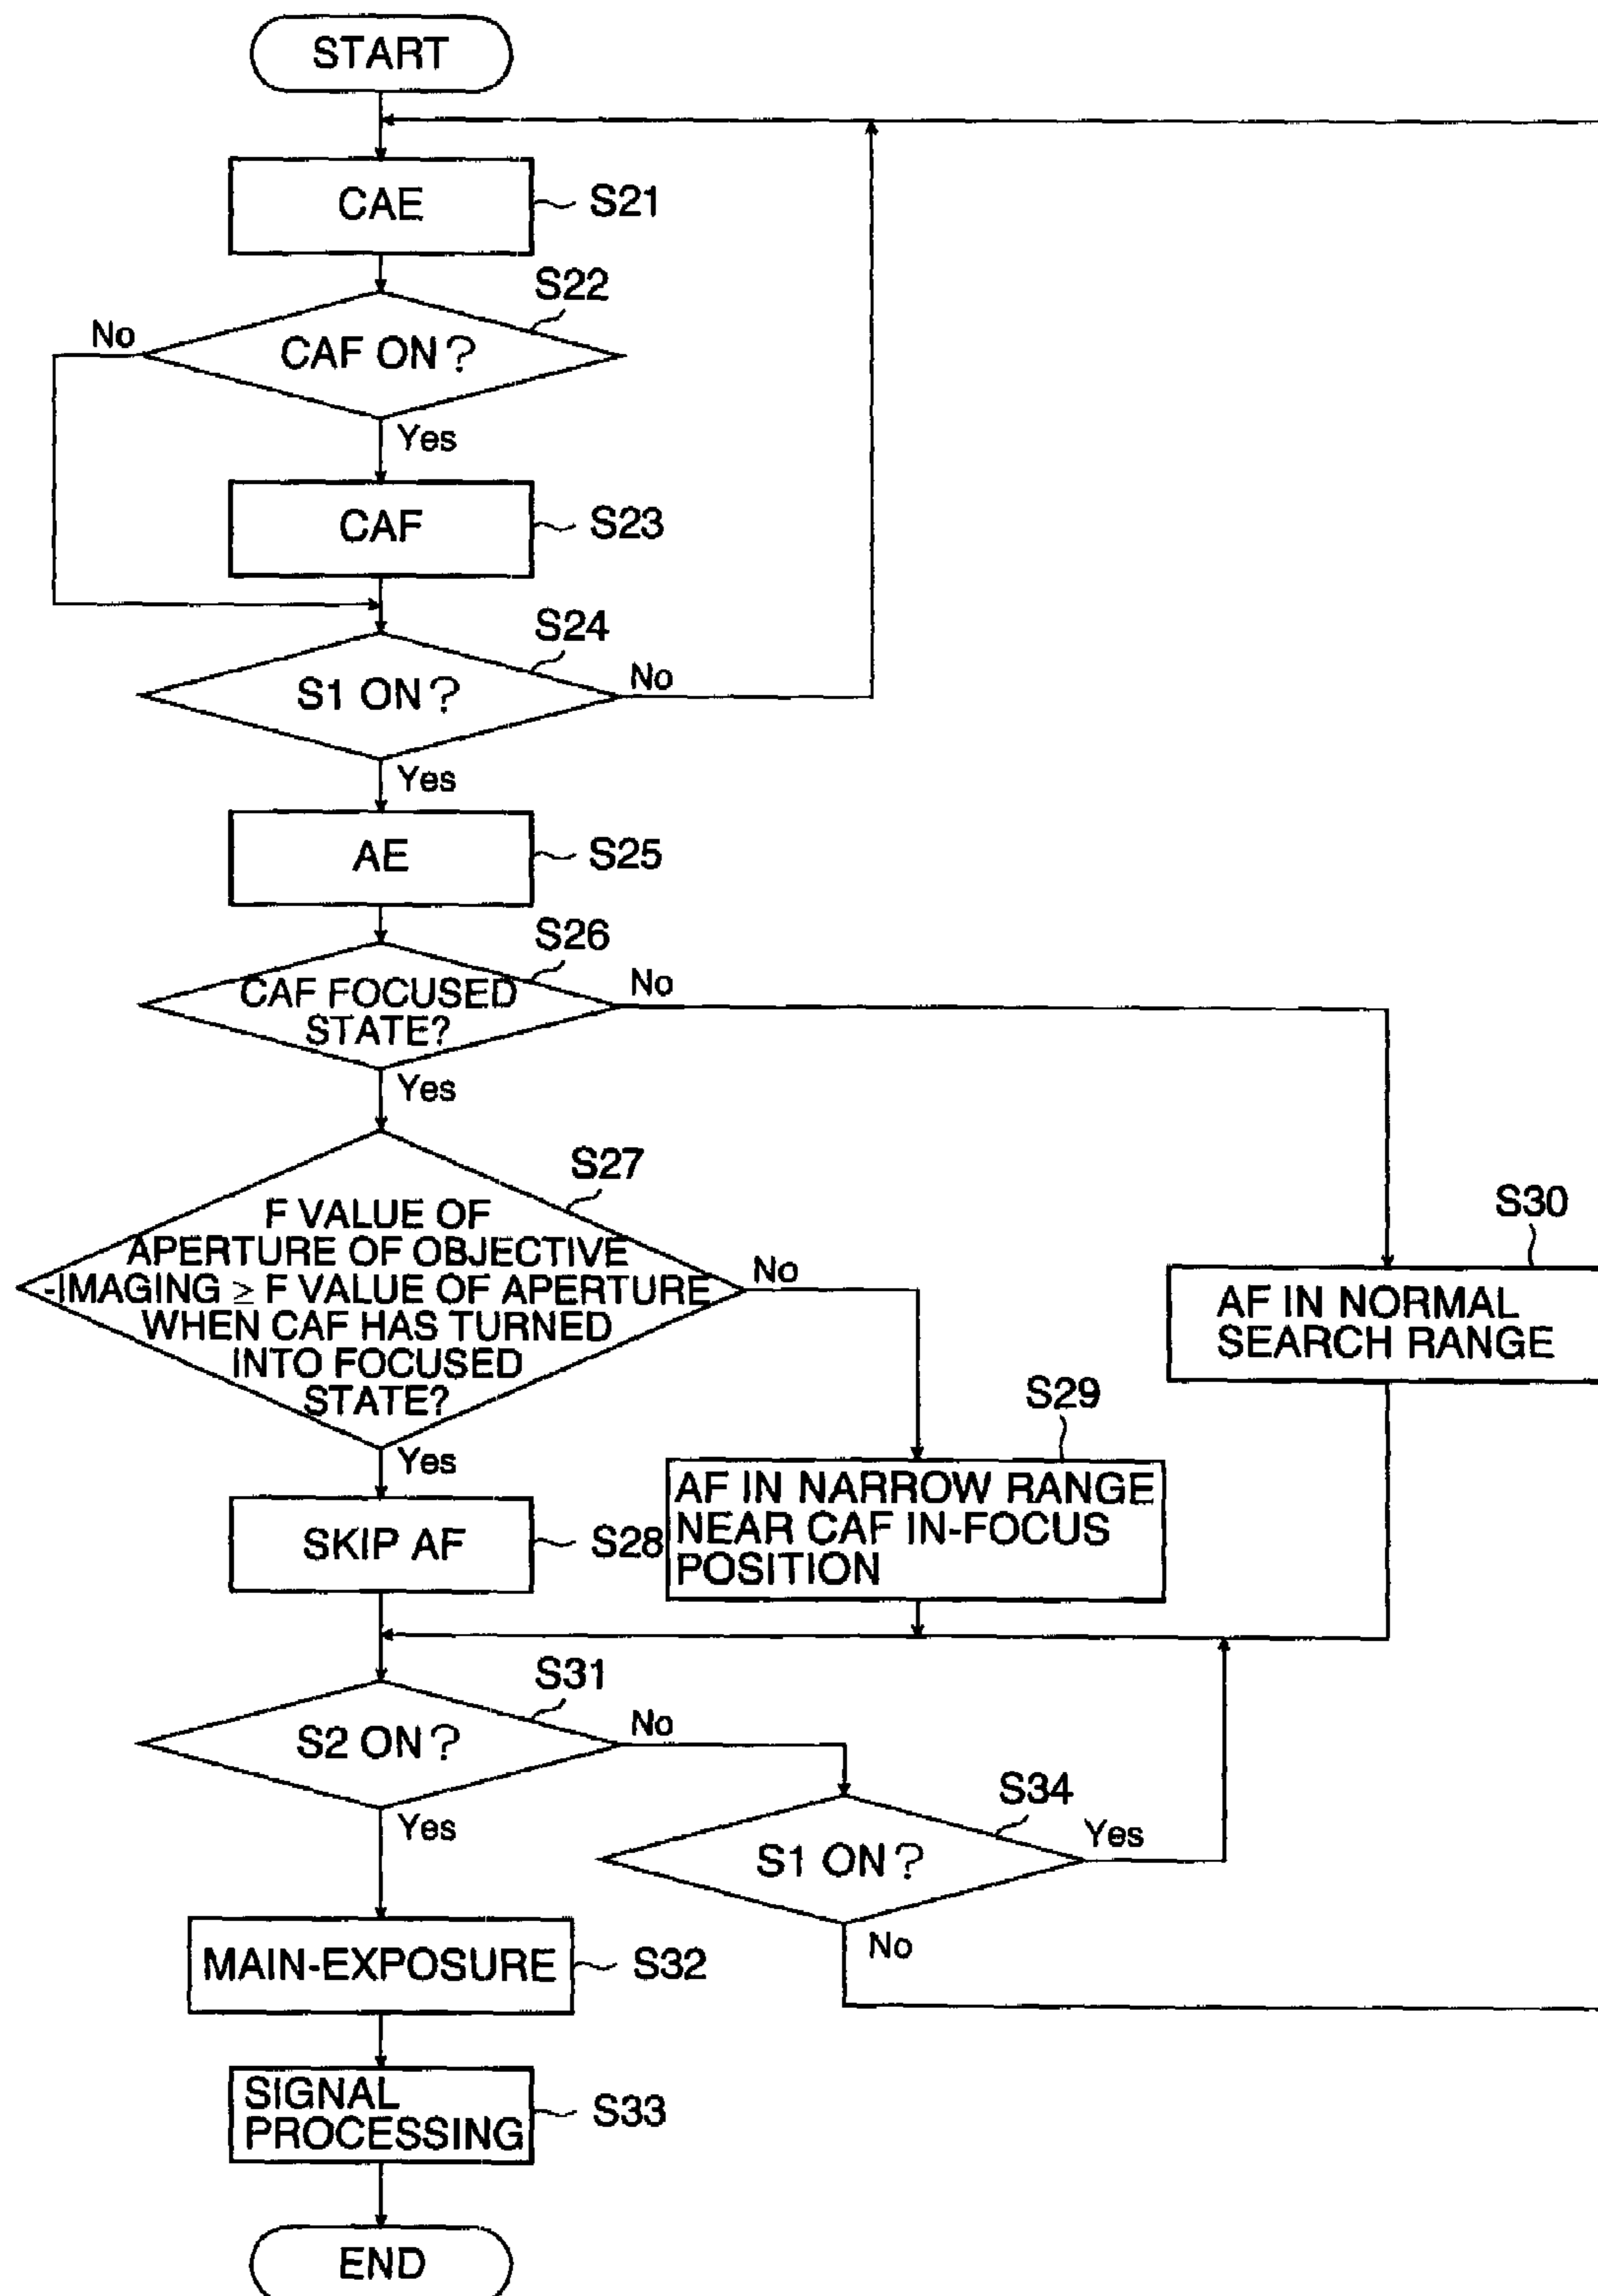 START
CAE
S21
S22
No
CAF ON?
Yes
CAF
S23
S24
S1 ON?
No
Yes
AE
S25
S26
CAF FOCUSED
STATE?
No
Yes
S27
F VALUE OF
APERTURE OF OBJECTIVE
-IMAGING ≥ F VALUE OF APERTURE
WHEN CAF HAS TURNED
INTO FOCUSED
STATE?
No
Yes
S30
AF IN NORMAL
SEARCH RANGE
S29
AF IN NARROW RANGE
NEAR CAF IN-FOCUS
POSITION
SKIP AF
S28
S31
S2 ON?
No
Yes
S34
S1 ON?
Yes
No
MAIN-EXPOSURE
S32
SIGNAL
PROCESSING
S33
END